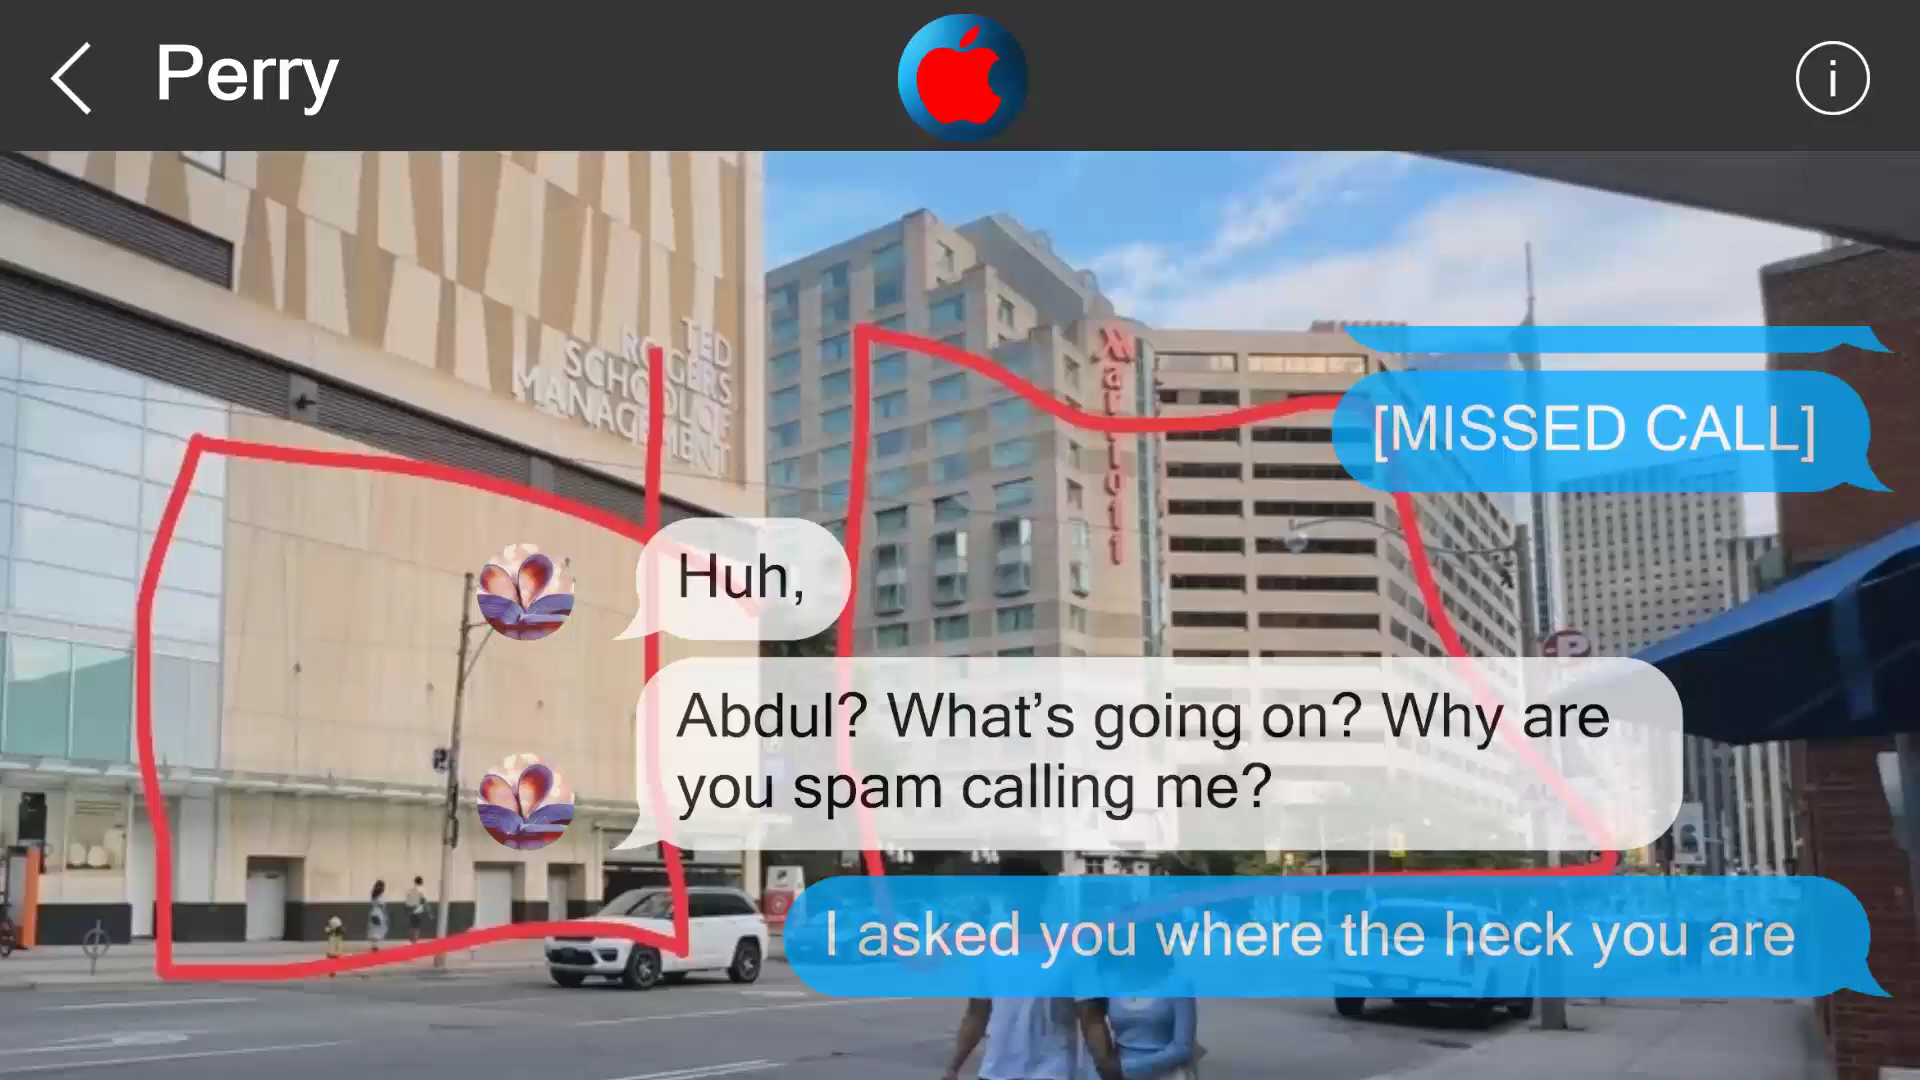 Perry
i
TED
ROGERS
SCHOOL OF
MANAGEMENT
Marriott
[MISSED CALL]
Huh,
P
Abdul? What’s going on? Why are
you spam calling me?
I asked you where the heck you are